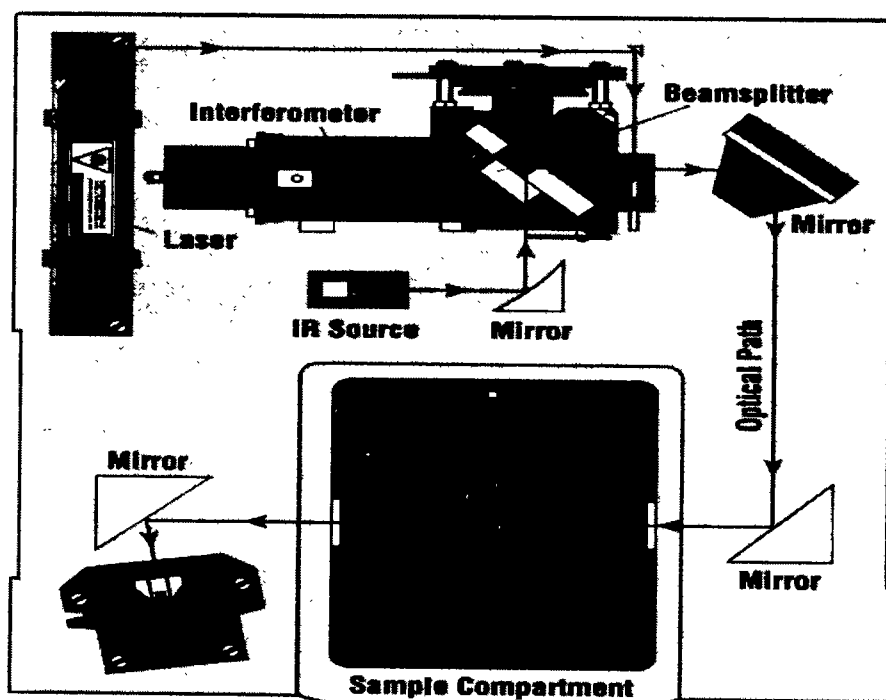 Interferometer
Beamsplitter
Laser
Mirror
IR Source
Mirror
Optical Path
Mirror
Mirror
Sample Compartment